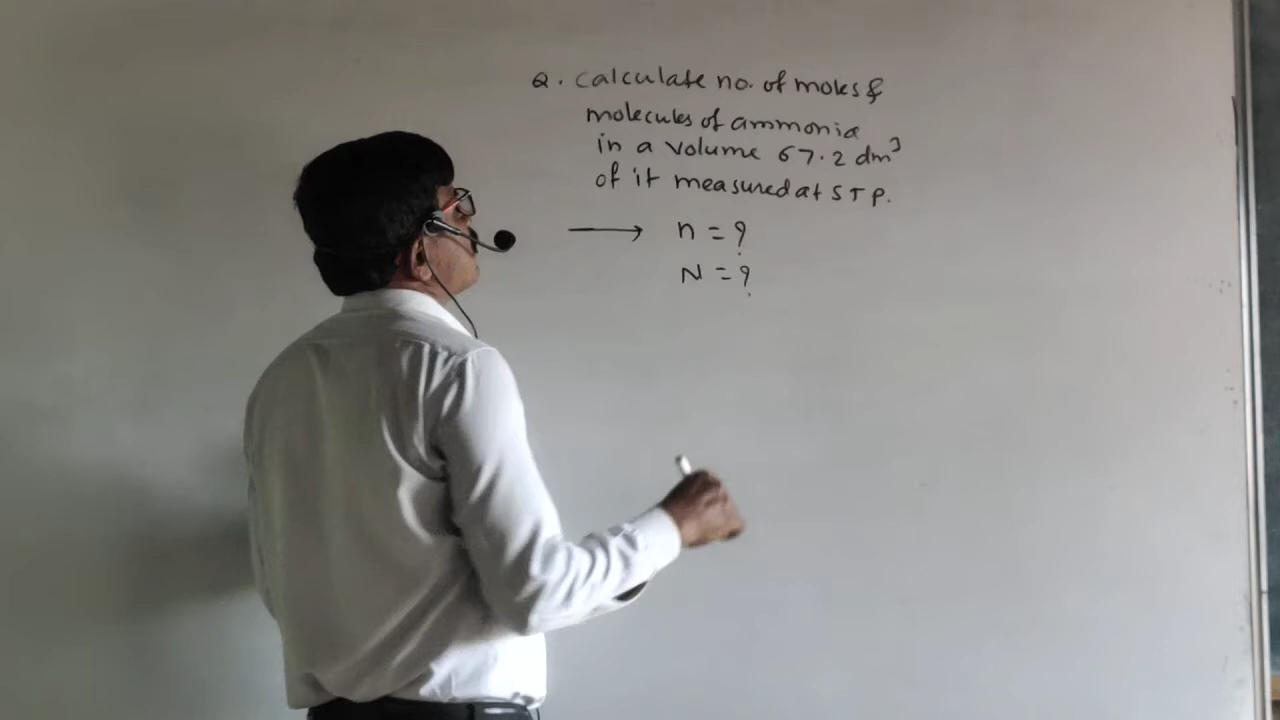 Q. Calculate no. of moles &
molecules of ammonia
in a volume 67.2 dm³
of it measured at STP.
→ n = ?
N = ?